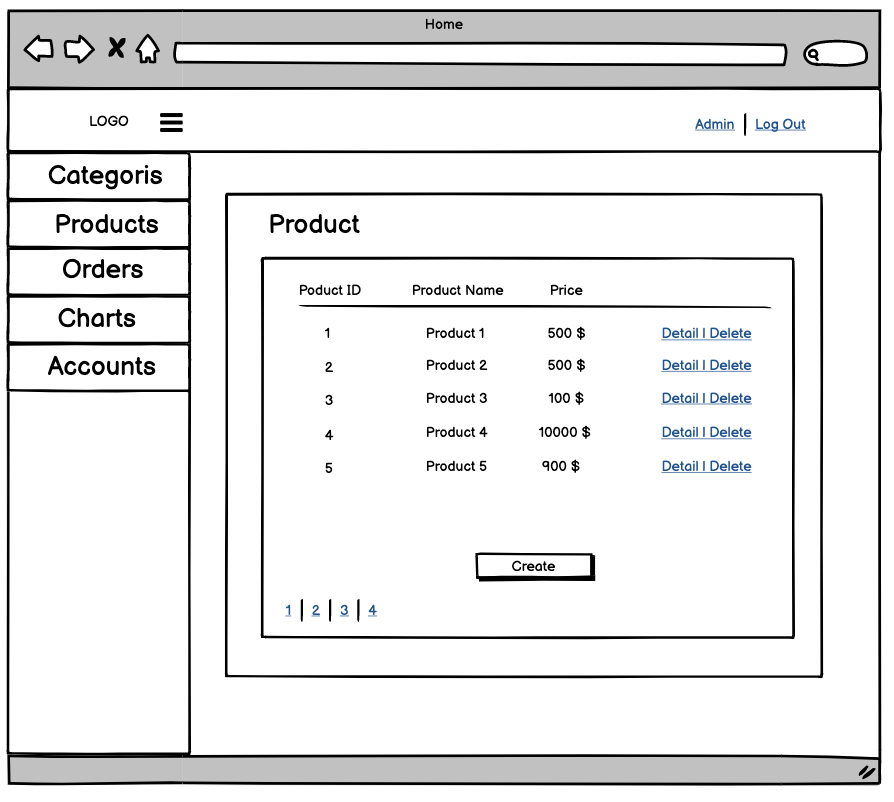 Home
LOGO
Admin | Log Out
Categoris
Products
Orders
Charts
Accounts
Product
Poduct ID Product Name Price
1 Product 1 500 $ Detail | Delete
2 Product 2 500 $ Detail | Delete
3 Product 3 100 $ Detail | Delete
4 Product 4 10000 $ Detail | Delete
5 Product 5 900 $ Detail | Delete
Create
1 | 2 | 3 | 4